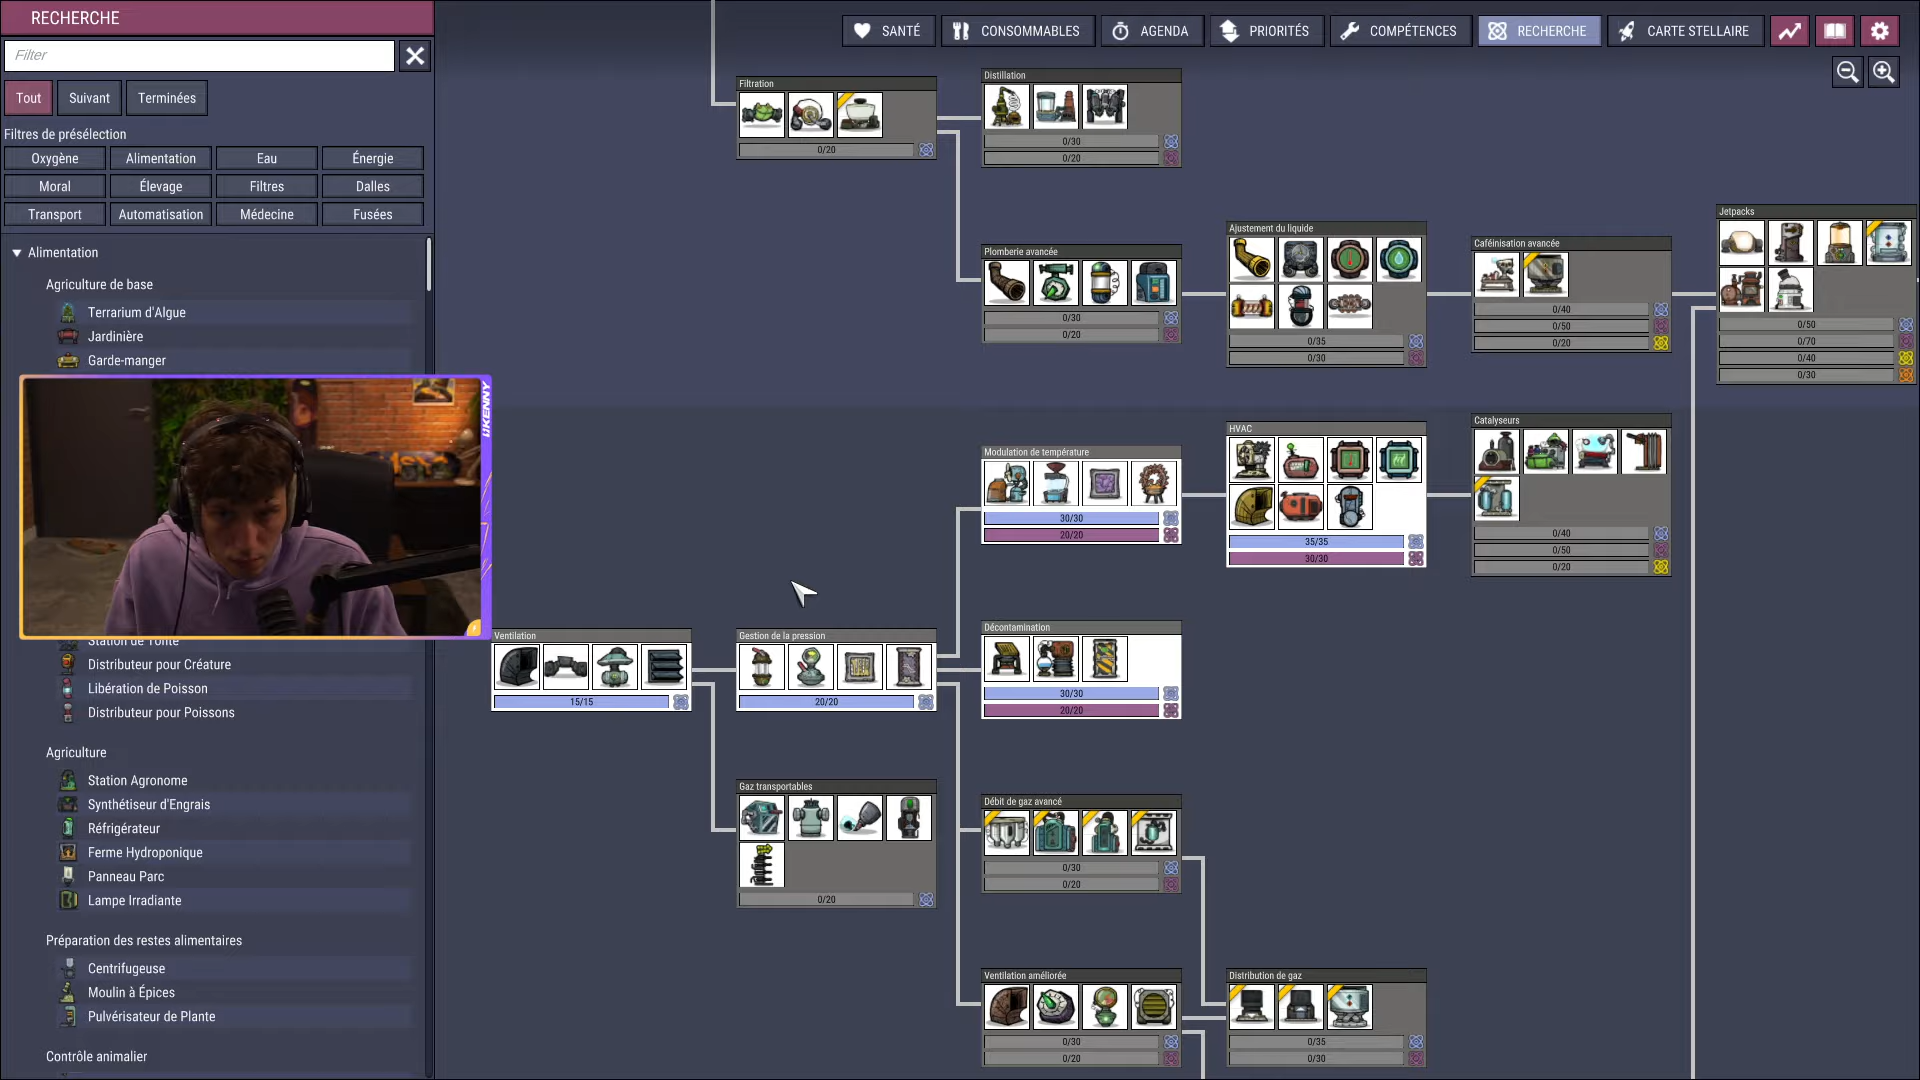 RECHERCHE
SANTÉ
CONSOMMABLES
AGENDA
PRIORITÉS
COMPÉTENCES
RECHERCHE
CARTE STELLAIRE
Filter
Tout
Suivant
Terminées
Filtres de présélection
Oxygène
Alimentation
Eau
Énergie
Moral
Élevage
Filtres
Dalles
Transport
Automatisation
Médecine
Fusées
Alimentation
Agriculture de base
Terrarium d'Algue
Jardinière
Garde-manger
IJKENNY
Station de Tonte
Distributeur pour Créature
Libération de Poisson
Distributeur pour Poissons
Agriculture
Station Agronome
Synthétiseur d'Engrais
Réfrigérateur
Ferme Hydroponique
Panneau Parc
Lampe Irradiante
Préparation des restes alimentaires
Centrifugeuse
Moulin à Épices
Pulvérisateur de Plante
Contrôle animalier
Filtration
0/20
Distillation
0/30
0/20
Plomberie avancée
0/30
0/20
Ajustement du liquide
0/35
0/30
Caféinisation avancée
0/40
0/50
0/20
Jetpacks
0/50
0/70
0/40
0/30
Modulation de température
30/30
20/20
HVAC
35/35
30/30
Catalyseurs
0/40
0/50
0/20
Ventilation
15/15
Gestion de la pression
20/20
Décontamination
30/30
20/20
Gaz transportables
0/20
Débit de gaz avancé
0/30
0/20
Ventilation améliorée
0/30
0/20
Distribution de gaz
0/35
0/30